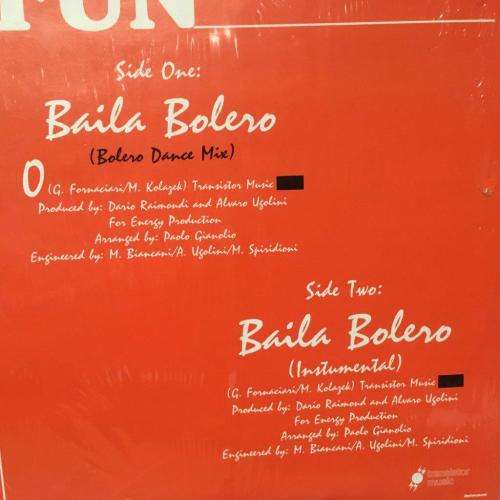 FUN
Side One:
Baila Bolero
(Bolero Dance Mix)
O
(G. Fornaciari/M. Kolazek) Transistor Music
Produced by: Dario Raimondi and Alvaro Ugolini
For Energy Production
Arranged by: Paolo Gianolio
Engineered by: M. Biancani/A. Ugolini/M. Spiridioni
Side Two:
Baila Bolero
(Instumental)
(G. Fornaciari/M. Kolazek) Transistor Music
Produced by: Dario Raimond and Alvaro Ugolini
For Energy Production
Arranged by: Paolo Gianolio
Engineered by: M. Biancani/A. Ugolini/M. Spiridioni
transistor
music